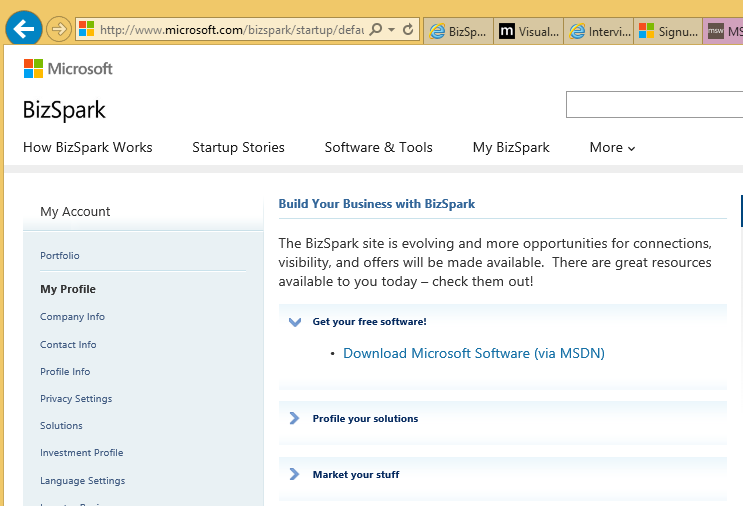 http://www.microsoft.com/bizspark/startup/defau
BizSp...
Visual...
Intervi...
Signu...
msw
MS
Microsoft
BizSpark
How BizSpark Works
Startup Stories
Software & Tools
My BizSpark
More
My Account
Portfolio
My Profile
Company Info
Contact Info
Profile Info
Privacy Settings
Solutions
Investment Profile
Language Settings
Build Your Business with BizSpark
The BizSpark site is evolving and more opportunities for connections,
visibility, and offers will be made available. There are great resources
available to you today – check them out!
Get your free software!
• Download Microsoft Software (via MSDN)
Profile your solutions
Market your stuff